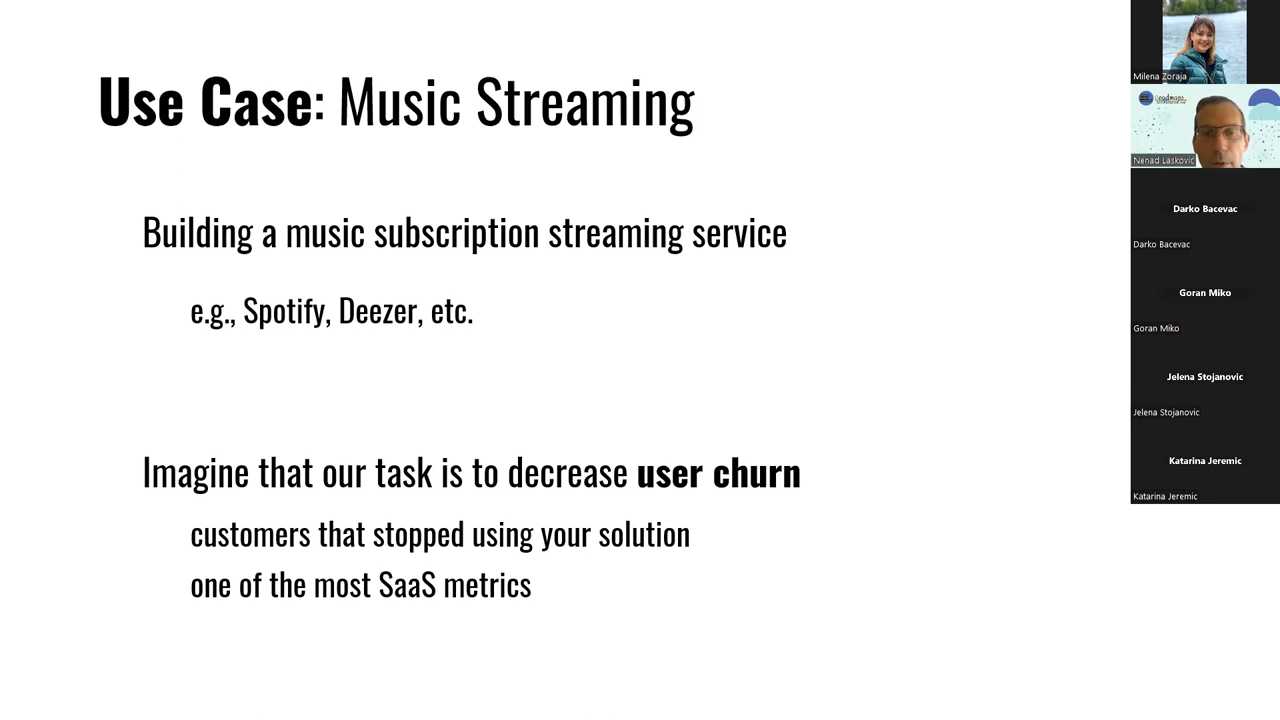 Use Case: Music Streaming
Building a music subscription streaming service
e.g., Spotify, Deezer, etc.
Imagine that our task is to decrease user churn
customers that stopped using your solution
one of the most SaaS metrics
Milena Zoraja
Nenad Lasković
Darko Bacevac
Darko Bacevac
Goran Miko
Goran Miko
Jelena Stojanovic
Jelena Stojanovic
Katarina Jeremic
Katarina Jeremic